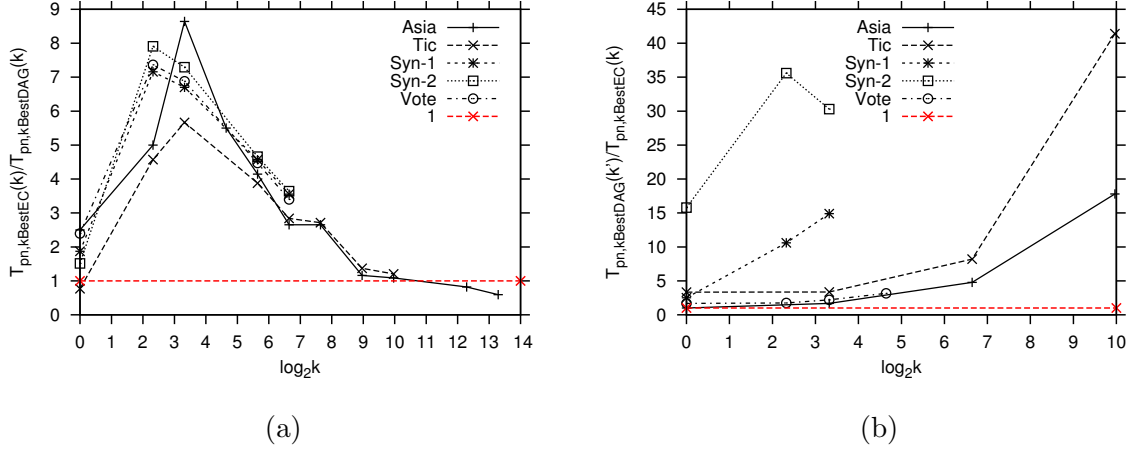 T_pn,kBestEC(k)/T_pn,kBestDAG(k)
9
8
7
6
5
4
3
2
1
0
0 1 2 3 4 5 6 7 8 9 10 11 12 13 14
log₂k
Asia
Tic
Syn-1
Syn-2
Vote
1
(a)
T_pn,kBestDAG(k')/T_pn,kBestEC(k)
45
40
35
30
25
20
15
10
5
0
0 1 2 3 4 5 6 7 8 9 10
log₂k
Asia
Tic
Syn-1
Syn-2
Vote
1
(b)